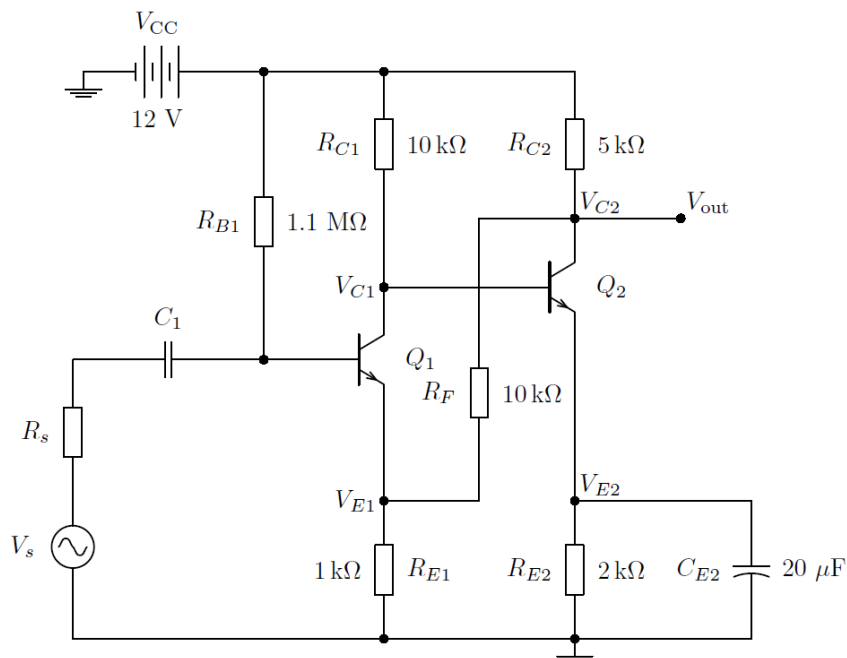 V_CC
12 V
R_C1 10 kΩ
R_C2 5 kΩ
R_B1 1.1 MΩ
V_C2
V_out
V_C1
Q_2
C_1
Q_1
R_F 10 kΩ
R_s
V_E1
V_E2
V_s
1 kΩ R_E1
R_E2 2 kΩ
C_E2 20 μF